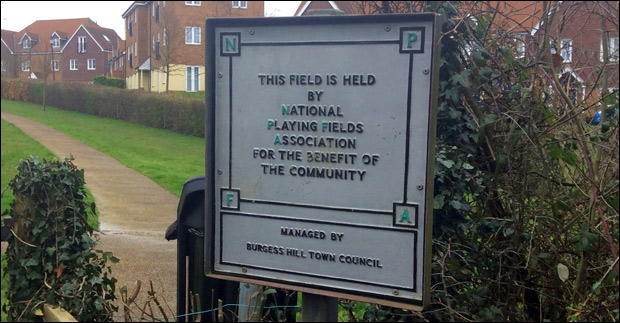 N P
THIS FIELD IS HELD
BY
NATIONAL
PLAYING FIELDS
ASSOCIATION
FOR THE BENEFIT OF
THE COMMUNITY
F A
MANAGED BY
BURGESS HILL TOWN COUNCIL